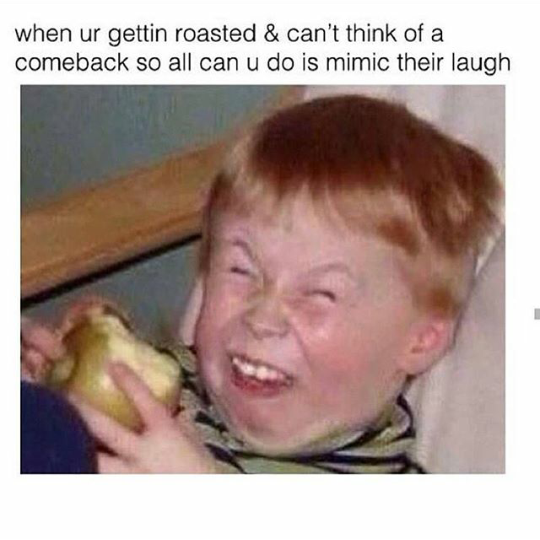 when ur gettin roasted & can't think of a
comeback so all can u do is mimic their laugh